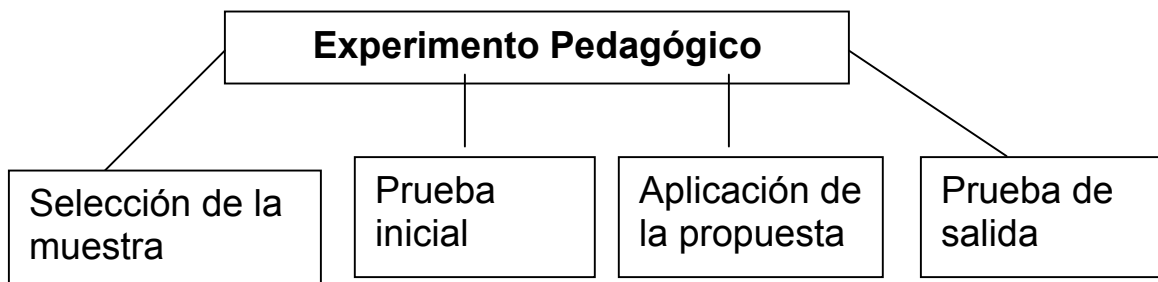 Experimento Pedagógico
Selección de la
muestra
Prueba
inicial
Aplicación de
la propuesta
Prueba de
salida